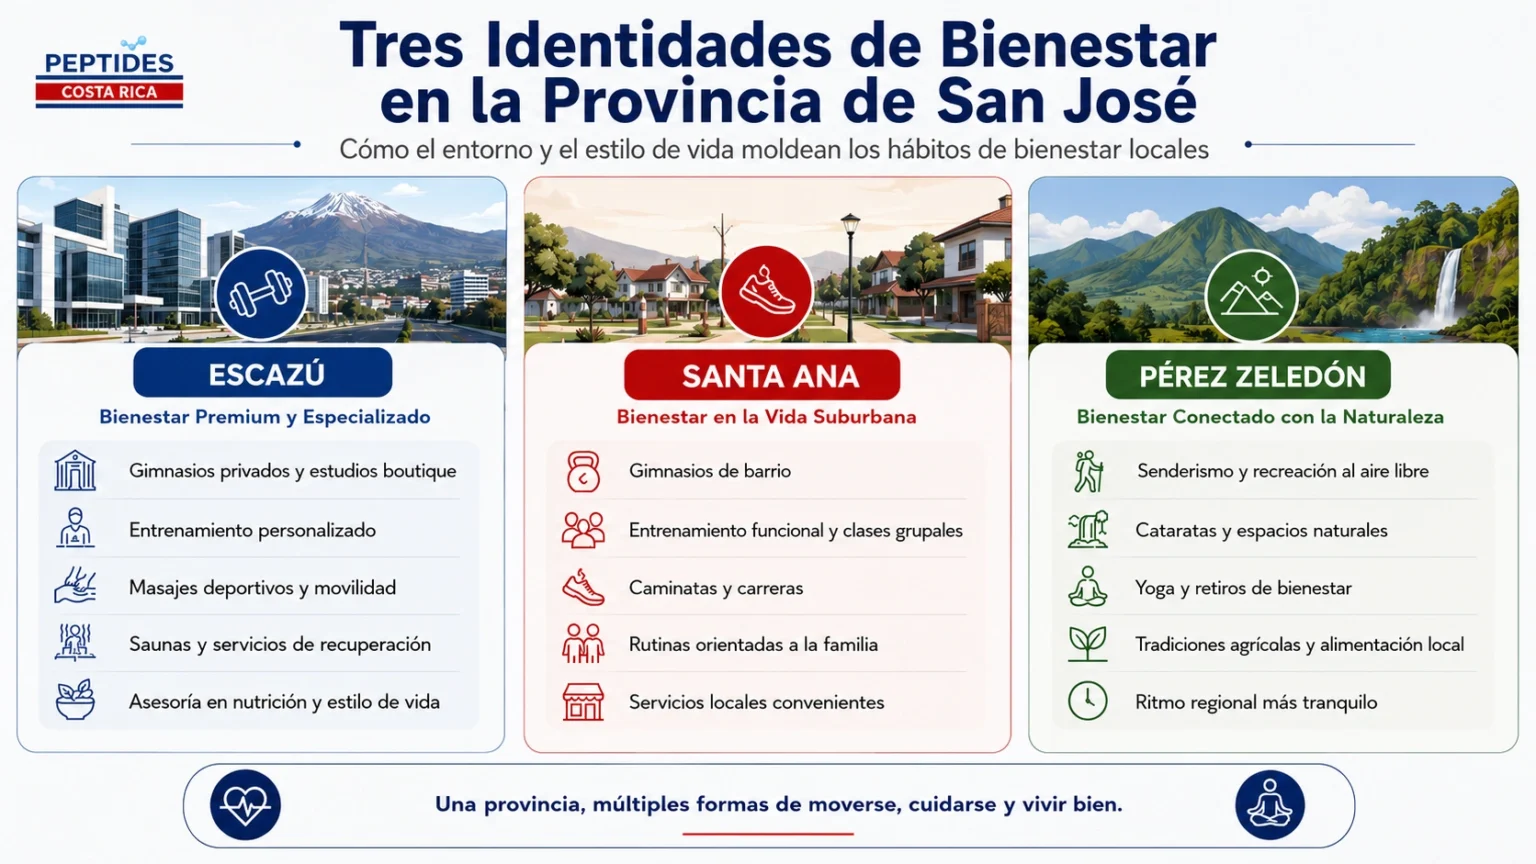 PEPTIDES
COSTA RICA
Tres Identidades de Bienestar
en la Provincia de San José
Cómo el entorno y el estilo de vida moldean los hábitos de bienestar locales
ESCAZÚ
Bienestar Premium y Especializado
Gimnasios privados y estudios boutique
Entrenamiento personalizado
Masajes deportivos y movilidad
Saunas y servicios de recuperación
Asesoría en nutrición y estilo de vida
SANTA ANA
Bienestar en la Vida Suburbana
Gimnasios de barrio
Entrenamiento funcional y clases grupales
Caminatas y carreras
Rutinas orientadas a la familia
Servicios locales convenientes
PÉREZ ZELEDÓN
Bienestar Conectado con la Naturaleza
Senderismo y recreación al aire libre
Cataratas y espacios naturales
Yoga y retiros de bienestar
Tradiciones agrícolas y alimentación local
Ritmo regional más tranquilo
Una provincia, múltiples formas de moverse, cuidarse y vivir bien.